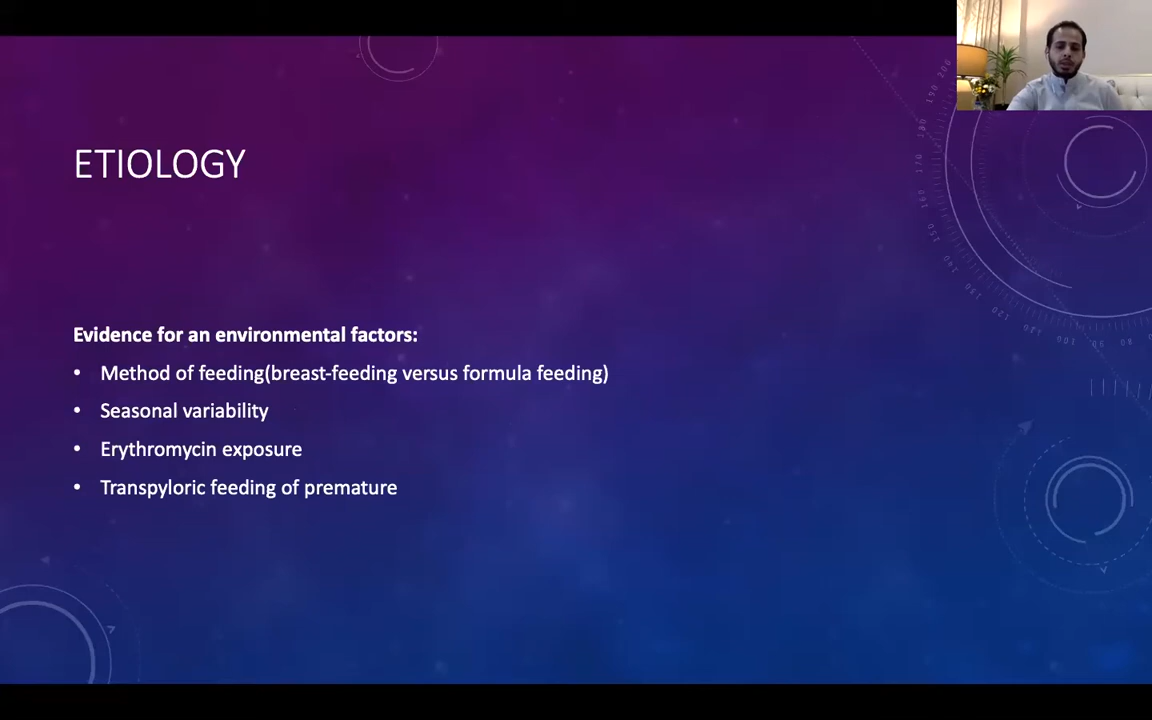 ETIOLOGY
Evidence for an environmental factors:
• Method of feeding(breast-feeding versus formula feeding)
• Seasonal variability
• Erythromycin exposure
• Transpyloric feeding of premature